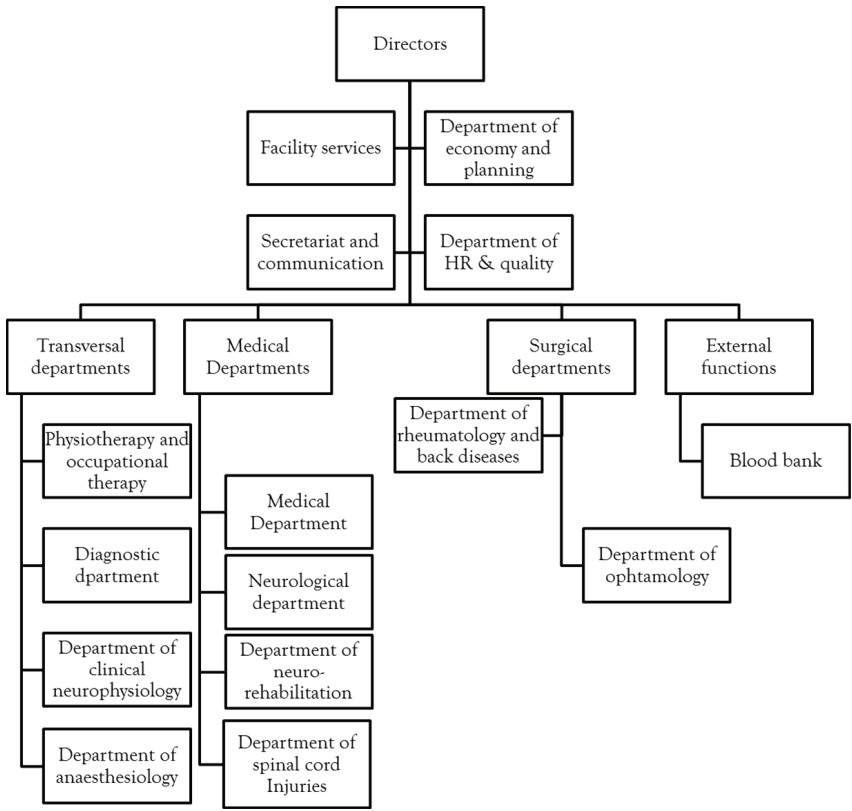 Directors
Facility services
Department of
economy and
planning
Secretariat and
communication
Department of
HR & quality
Transversal
departments
Medical
Departments
Surgical
departments
External
functions
Physiotherapy and
occupational
therapy
Diagnostic
dpartment
Department of
clinical
neurophysiology
Department of
anaesthesiology
Medical
Department
Neurological
department
Department of
neuro-
rehabilitation
Department of
spinal cord
Injuries
Department of
rheumatology and
back diseases
Department of
ophtamology
Blood bank